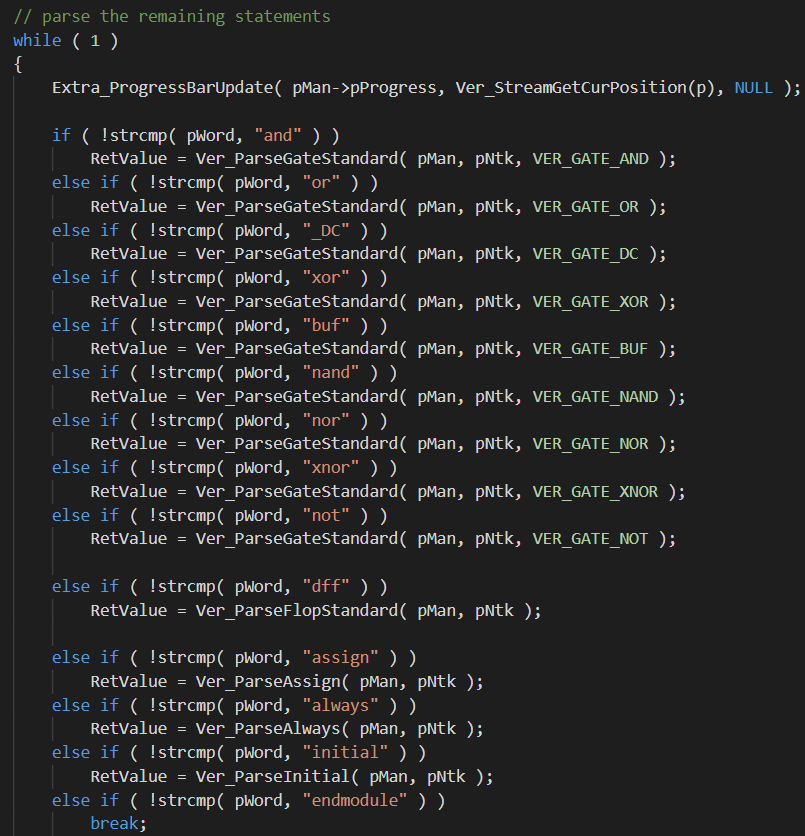 // parse the remaining statements
while ( 1 )
{
    Extra_ProgressBarUpdate( pMan->pProgress, Ver_StreamGetCurPosition(p), NULL );

    if ( !strcmp( pWord, "and" ) )
        RetValue = Ver_ParseGateStandard( pMan, pNtk, VER_GATE_AND );
    else if ( !strcmp( pWord, "or" ) )
        RetValue = Ver_ParseGateStandard( pMan, pNtk, VER_GATE_OR );
    else if ( !strcmp( pWord, "_DC" ) )
        RetValue = Ver_ParseGateStandard( pMan, pNtk, VER_GATE_DC );
    else if ( !strcmp( pWord, "xor" ) )
        RetValue = Ver_ParseGateStandard( pMan, pNtk, VER_GATE_XOR );
    else if ( !strcmp( pWord, "buf" ) )
        RetValue = Ver_ParseGateStandard( pMan, pNtk, VER_GATE_BUF );
    else if ( !strcmp( pWord, "nand" ) )
        RetValue = Ver_ParseGateStandard( pMan, pNtk, VER_GATE_NAND );
    else if ( !strcmp( pWord, "nor" ) )
        RetValue = Ver_ParseGateStandard( pMan, pNtk, VER_GATE_NOR );
    else if ( !strcmp( pWord, "xnor" ) )
        RetValue = Ver_ParseGateStandard( pMan, pNtk, VER_GATE_XNOR );
    else if ( !strcmp( pWord, "not" ) )
        RetValue = Ver_ParseGateStandard( pMan, pNtk, VER_GATE_NOT );

    else if ( !strcmp( pWord, "dff" ) )
        RetValue = Ver_ParseFlopStandard( pMan, pNtk );

    else if ( !strcmp( pWord, "assign" ) )
        RetValue = Ver_ParseAssign( pMan, pNtk );
    else if ( !strcmp( pWord, "always" ) )
        RetValue = Ver_ParseAlways( pMan, pNtk );
    else if ( !strcmp( pWord, "initial" ) )
        RetValue = Ver_ParseInitial( pMan, pNtk );
    else if ( !strcmp( pWord, "endmodule" ) )
        break;